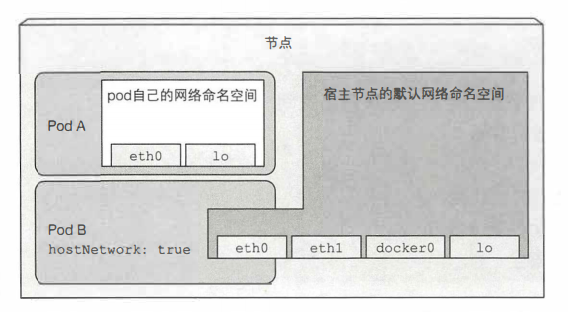 节点
pod自己的网络命名空间
宿主节点的默认网络命名空间
Pod A
eth0
lo
Pod B
hostNetwork: true
eth0
eth1
docker0
lo